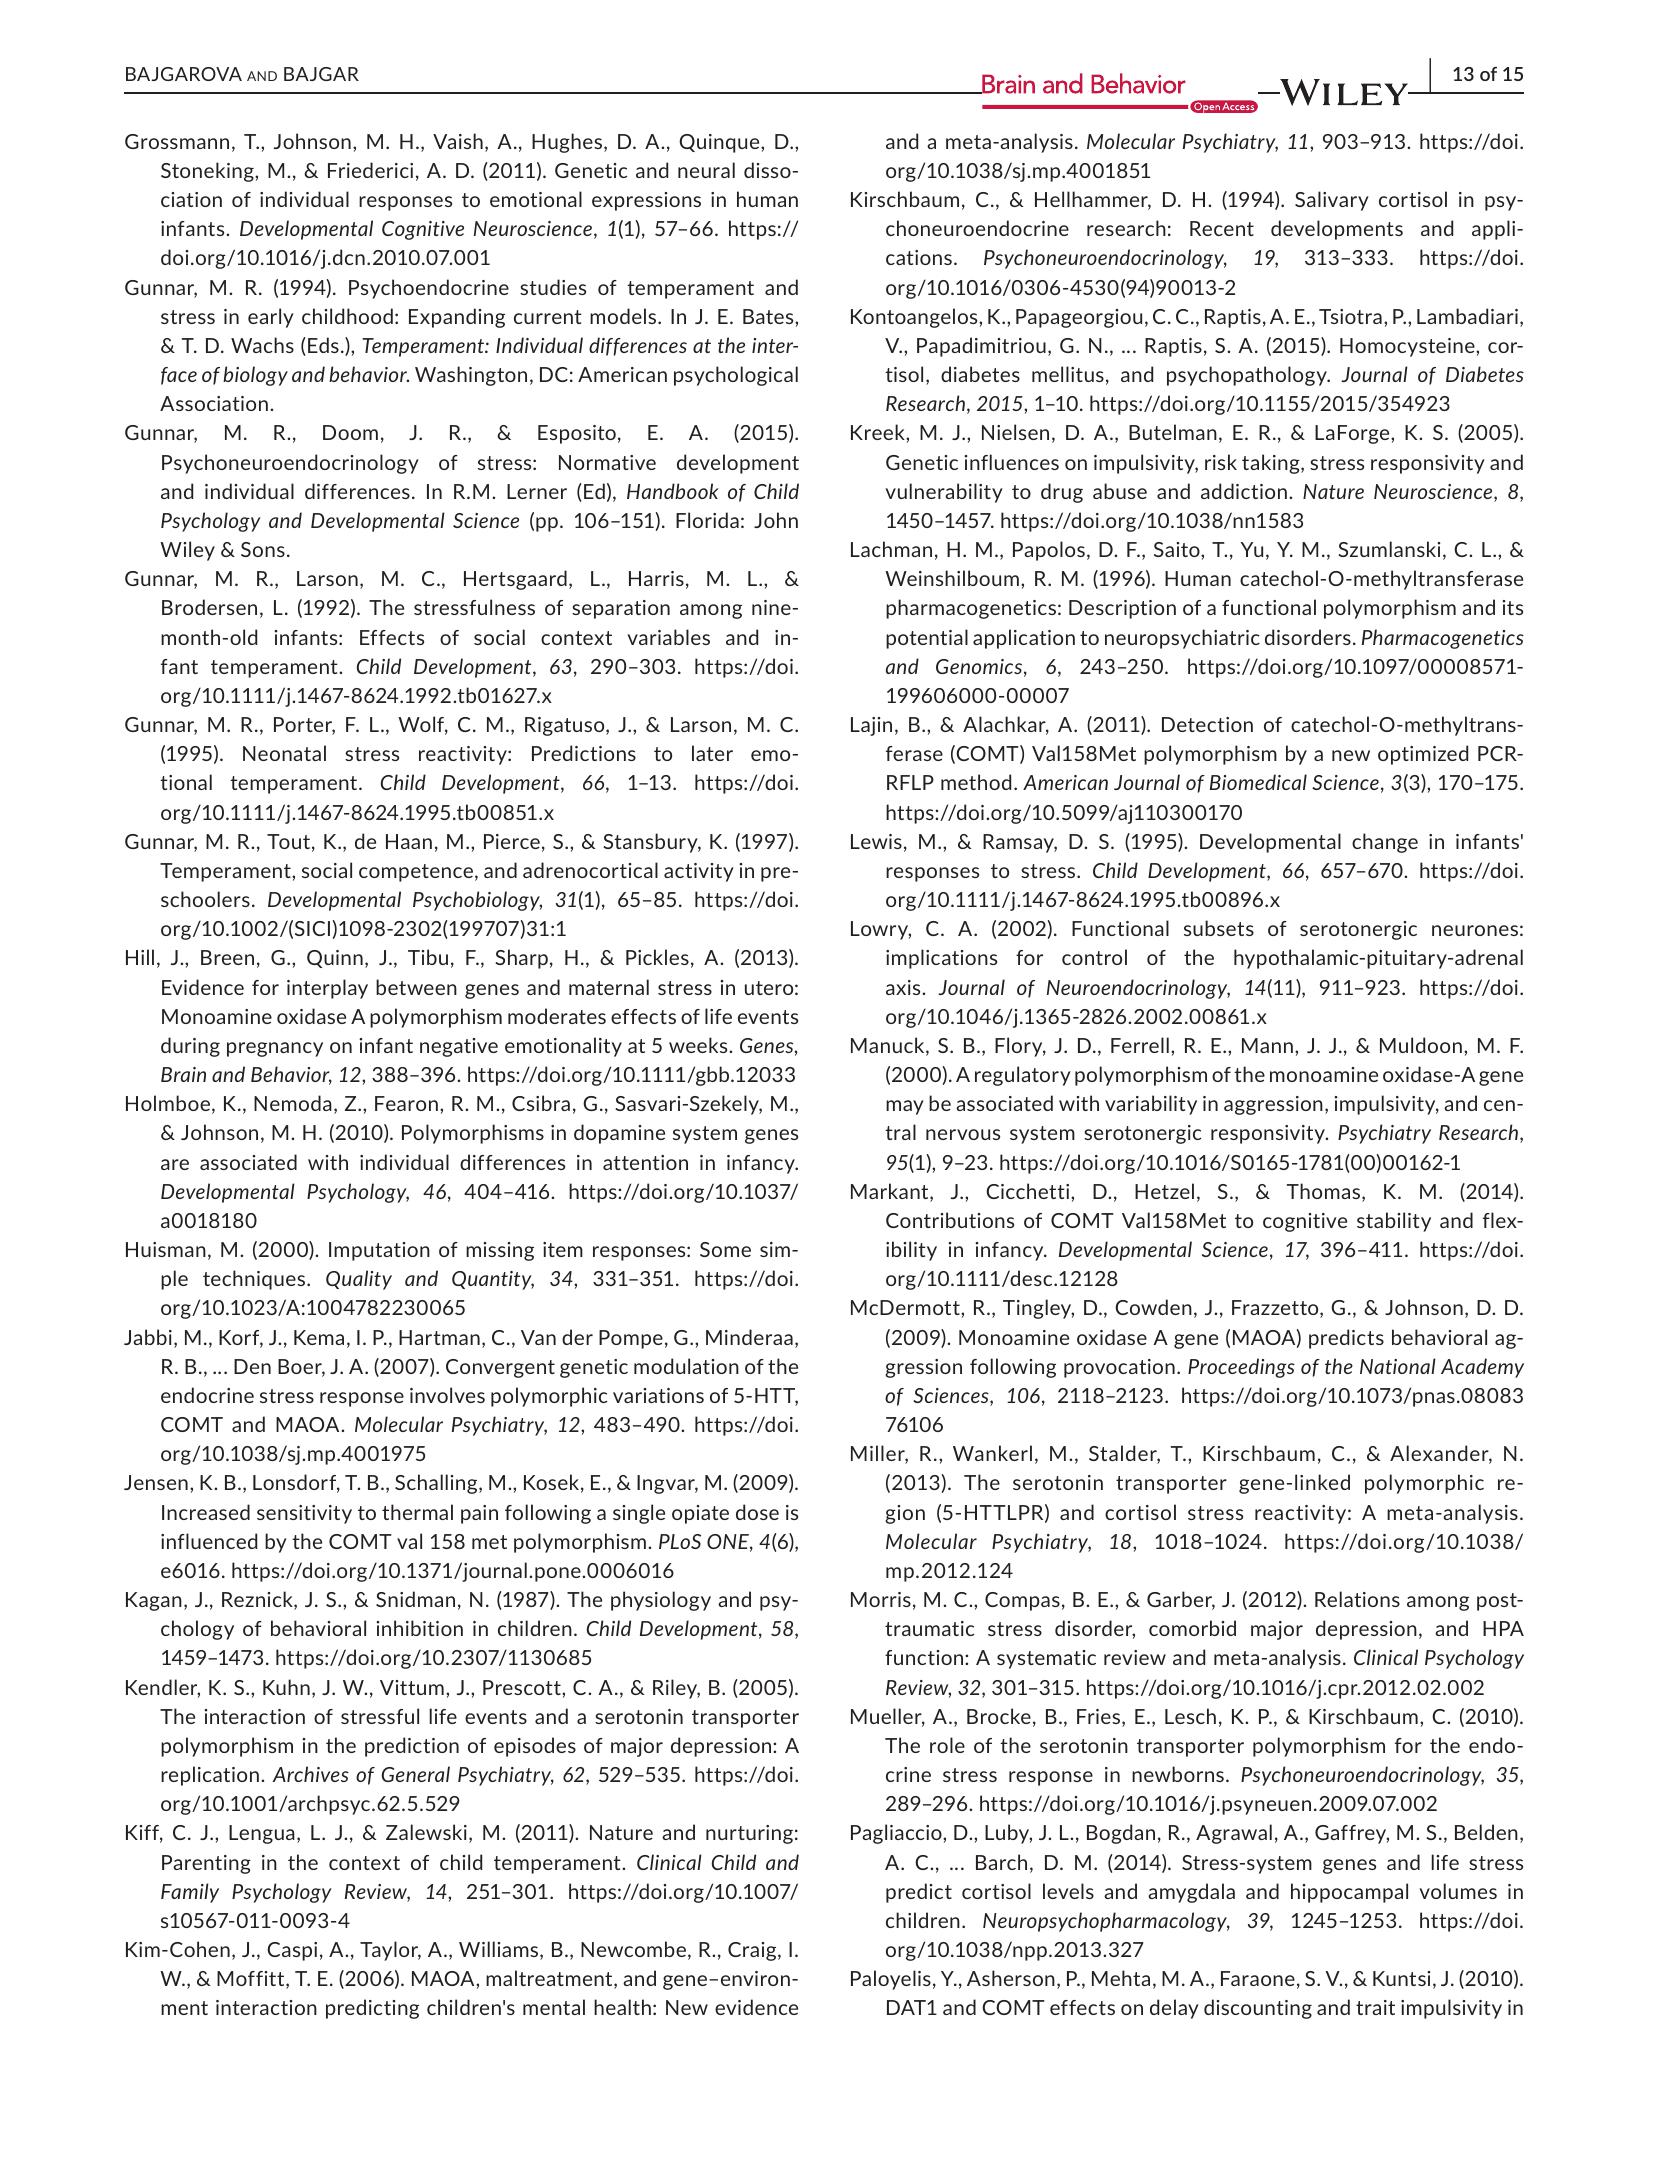 BAJGAROVA AND BAJGAR
Brain and Behavior
Open Access
WILEY
13 of 15
Grossmann, T., Johnson, M. H., Vaish, A., Hughes, D. A., Quinque, D.,
Stoneking, M., & Friederici, A. D. (2011). Genetic and neural disso-
ciation of individual responses to emotional expressions in human
infants. Developmental Cognitive Neuroscience, 1(1), 57–66. https://
doi.org/10.1016/j.dcn.2010.07.001
Gunnar, M. R. (1994). Psychoendocrine studies of temperament and
stress in early childhood: Expanding current models. In J. E. Bates,
& T. D. Wachs (Eds.), Temperament: Individual differences at the inter-
face of biology and behavior. Washington, DC: American psychological
Association.
Gunnar, M. R., Doom, J. R., & Esposito, E. A. (2015).
Psychoneuroendocrinology of stress: Normative development
and individual differences. In R.M. Lerner (Ed), Handbook of Child
Psychology and Developmental Science (pp. 106–151). Florida: John
Wiley & Sons.
Gunnar, M. R., Larson, M. C., Hertsgaard, L., Harris, M. L., &
Brodersen, L. (1992). The stressfulness of separation among nine-
month-old infants: Effects of social context variables and in-
fant temperament. Child Development, 63, 290–303. https://doi.
org/10.1111/j.1467-8624.1992.tb01627.x
Gunnar, M. R., Porter, F. L., Wolf, C. M., Rigatuso, J., & Larson, M. C.
(1995). Neonatal stress reactivity: Predictions to later emo-
tional temperament. Child Development, 66, 1–13. https://doi.
org/10.1111/j.1467-8624.1995.tb00851.x
Gunnar, M. R., Tout, K., de Haan, M., Pierce, S., & Stansbury, K. (1997).
Temperament, social competence, and adrenocortical activity in pre-
schoolers. Developmental Psychobiology, 31(1), 65–85. https://doi.
org/10.1002/(SICI)1098-2302(199707)31:1
Hill, J., Breen, G., Quinn, J., Tibu, F., Sharp, H., & Pickles, A. (2013).
Evidence for interplay between genes and maternal stress in utero:
Monoamine oxidase A polymorphism moderates effects of life events
during pregnancy on infant negative emotionality at 5 weeks. Genes,
Brain and Behavior, 12, 388–396. https://doi.org/10.1111/gbb.12033
Holmboe, K., Nemoda, Z., Fearon, R. M., Csibra, G., Sasvari-Szekely, M.,
& Johnson, M. H. (2010). Polymorphisms in dopamine system genes
are associated with individual differences in attention in infancy.
Developmental Psychology, 46, 404–416. https://doi.org/10.1037/
a0018180
Huisman, M. (2000). Imputation of missing item responses: Some sim-
ple techniques. Quality and Quantity, 34, 331–351. https://doi.
org/10.1023/A:1004782230065
Jabbi, M., Korf, J., Kema, I. P., Hartman, C., Van der Pompe, G., Minderaa,
R. B., ... Den Boer, J. A. (2007). Convergent genetic modulation of the
endocrine stress response involves polymorphic variations of 5-HTT,
COMT and MAOA. Molecular Psychiatry, 12, 483–490. https://doi.
org/10.1038/sj.mp.4001975
Jensen, K. B., Lonsdorf, T. B., Schalling, M., Kosek, E., & Ingvar, M. (2009).
Increased sensitivity to thermal pain following a single opiate dose is
influenced by the COMT val 158 met polymorphism. PLoS ONE, 4(6),
e6016. https://doi.org/10.1371/journal.pone.0006016
Kagan, J., Reznick, J. S., & Snidman, N. (1987). The physiology and psy-
chology of behavioral inhibition in children. Child Development, 58,
1459–1473. https://doi.org/10.2307/1130685
Kendler, K. S., Kuhn, J. W., Vittum, J., Prescott, C. A., & Riley, B. (2005).
The interaction of stressful life events and a serotonin transporter
polymorphism in the prediction of episodes of major depression: A
replication. Archives of General Psychiatry, 62, 529–535. https://doi.
org/10.1001/archpsyc.62.5.529
Kiff, C. J., Lengua, L. J., & Zalewski, M. (2011). Nature and nurturing:
Parenting in the context of child temperament. Clinical Child and
Family Psychology Review, 14, 251–301. https://doi.org/10.1007/
s10567-011-0093-4
Kim-Cohen, J., Caspi, A., Taylor, A., Williams, B., Newcombe, R., Craig, I.
W., & Moffitt, T. E. (2006). MAOA, maltreatment, and gene–environ-
ment interaction predicting children's mental health: New evidence
and a meta-analysis. Molecular Psychiatry, 11, 903–913. https://doi.
org/10.1038/sj.mp.4001851
Kirschbaum, C., & Hellhammer, D. H. (1994). Salivary cortisol in psy-
choneuroendocrine research: Recent developments and appli-
cations. Psychoneuroendocrinology, 19, 313–333. https://doi.
org/10.1016/0306-4530(94)90013-2
Kontoangelos, K., Papageorgiou, C. C., Raptis, A. E., Tsiotra, P., Lambadiari,
V., Papadimitriou, G. N., ... Raptis, S. A. (2015). Homocysteine, cor-
tisol, diabetes mellitus, and psychopathology. Journal of Diabetes
Research, 2015, 1–10. https://doi.org/10.1155/2015/354923
Kreek, M. J., Nielsen, D. A., Butelman, E. R., & LaForge, K. S. (2005).
Genetic influences on impulsivity, risk taking, stress responsivity and
vulnerability to drug abuse and addiction. Nature Neuroscience, 8,
1450–1457. https://doi.org/10.1038/nn1583
Lachman, H. M., Papolos, D. F., Saito, T., Yu, Y. M., Szumlanski, C. L., &
Weinshilboum, R. M. (1996). Human catechol-O-methyltransferase
pharmacogenetics: Description of a functional polymorphism and its
potential application to neuropsychiatric disorders. Pharmacogenetics
and Genomics, 6, 243–250. https://doi.org/10.1097/00008571-
199606000-00007
Lajin, B., & Alachkar, A. (2011). Detection of catechol-O-methyltrans-
ferase (COMT) Val158Met polymorphism by a new optimized PCR-
RFLP method. American Journal of Biomedical Science, 3(3), 170–175.
https://doi.org/10.5099/aj110300170
Lewis, M., & Ramsay, D. S. (1995). Developmental change in infants'
responses to stress. Child Development, 66, 657–670. https://doi.
org/10.1111/j.1467-8624.1995.tb00896.x
Lowry, C. A. (2002). Functional subsets of serotonergic neurones:
implications for control of the hypothalamic-pituitary-adrenal
axis. Journal of Neuroendocrinology, 14(11), 911–923. https://doi.
org/10.1046/j.1365-2826.2002.00861.x
Manuck, S. B., Flory, J. D., Ferrell, R. E., Mann, J. J., & Muldoon, M. F.
(2000). A regulatory polymorphism of the monoamine oxidase-A gene
may be associated with variability in aggression, impulsivity, and cen-
tral nervous system serotonergic responsivity. Psychiatry Research,
95(1), 9–23. https://doi.org/10.1016/S0165-1781(00)00162-1
Markant, J., Cicchetti, D., Hetzel, S., & Thomas, K. M. (2014).
Contributions of COMT Val158Met to cognitive stability and flex-
ibility in infancy. Developmental Science, 17, 396–411. https://doi.
org/10.1111/desc.12128
McDermott, R., Tingley, D., Cowden, J., Frazzetto, G., & Johnson, D. D.
(2009). Monoamine oxidase A gene (MAOA) predicts behavioral ag-
gression following provocation. Proceedings of the National Academy
of Sciences, 106, 2118–2123. https://doi.org/10.1073/pnas.08083
76106
Miller, R., Wankerl, M., Stalder, T., Kirschbaum, C., & Alexander, N.
(2013). The serotonin transporter gene-linked polymorphic re-
gion (5-HTTLPR) and cortisol stress reactivity: A meta-analysis.
Molecular Psychiatry, 18, 1018–1024. https://doi.org/10.1038/
mp.2012.124
Morris, M. C., Compas, B. E., & Garber, J. (2012). Relations among post-
traumatic stress disorder, comorbid major depression, and HPA
function: A systematic review and meta-analysis. Clinical Psychology
Review, 32, 301–315. https://doi.org/10.1016/j.cpr.2012.02.002
Mueller, A., Brocke, B., Fries, E., Lesch, K. P., & Kirschbaum, C. (2010).
The role of the serotonin transporter polymorphism for the endo-
crine stress response in newborns. Psychoneuroendocrinology, 35,
289–296. https://doi.org/10.1016/j.psyneuen.2009.07.002
Pagliaccio, D., Luby, J. L., Bogdan, R., Agrawal, A., Gaffrey, M. S., Belden,
A. C., ... Barch, D. M. (2014). Stress-system genes and life stress
predict cortisol levels and amygdala and hippocampal volumes in
children. Neuropsychopharmacology, 39, 1245–1253. https://doi.
org/10.1038/npp.2013.327
Paloyelis, Y., Asherson, P., Mehta, M. A., Faraone, S. V., & Kuntsi, J. (2010).
DAT1 and COMT effects on delay discounting and trait impulsivity in